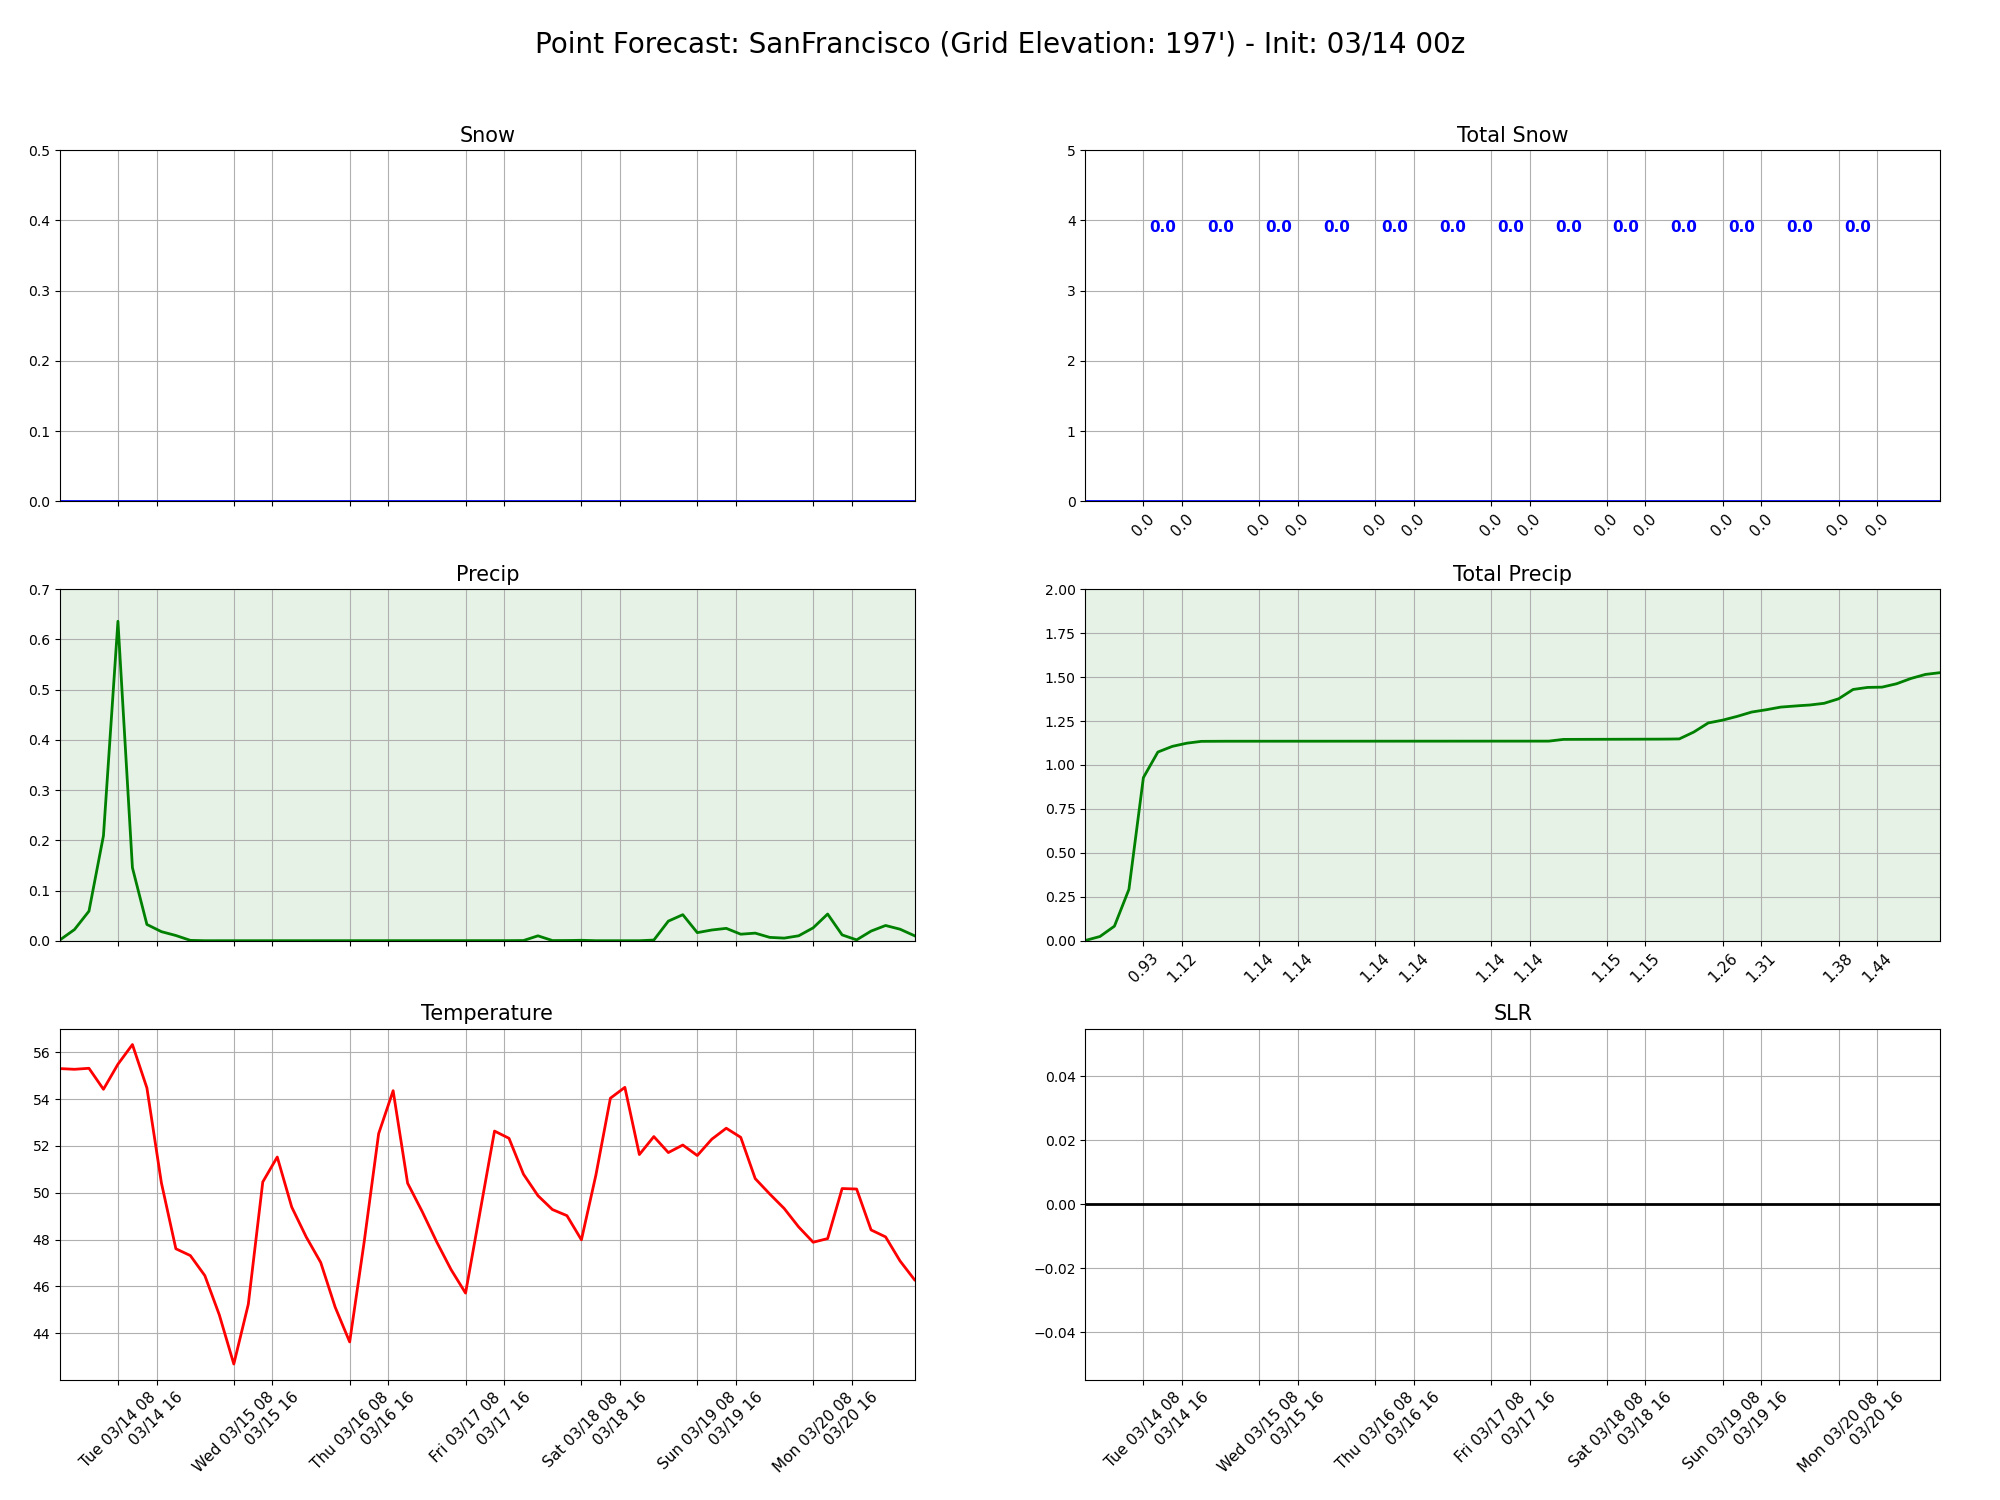 Point Forecast: SanFrancisco (Grid Elevation: 197') - Init: 03/14 00z
Snow
0.5
0.4
0.3
0.2
0.1
0.0
Total Snow
5
4
3
2
1
0
0.0 0.0 0.0 0.0 0.0 0.0 0.0 0.0 0.0 0.0 0.0 0.0 0.0
0.0 0.0 0.0 0.0 0.0 0.0 0.0 0.0 0.0 0.0 0.0 0.0 0.0 0.0
Precip
0.7
0.6
0.5
0.4
0.3
0.2
0.1
0.0
Total Precip
2.00
1.75
1.50
1.25
1.00
0.75
0.50
0.25
0.00
0.93 1.12 1.14 1.14 1.14 1.14 1.14 1.14 1.15 1.15 1.26 1.31 1.38 1.44
Temperature
56
54
52
50
48
46
44
Tue 03/14 08
03/14 16
Wed 03/15 08
03/15 16
Thu 03/16 08
03/16 16
Fri 03/17 08
03/17 16
Sat 03/18 08
03/18 16
Sun 03/19 08
03/19 16
Mon 03/20 08
03/20 16
SLR
0.04
0.02
0.00
−0.02
−0.04
Tue 03/14 08
03/14 16
Wed 03/15 08
03/15 16
Thu 03/16 08
03/16 16
Fri 03/17 08
03/17 16
Sat 03/18 08
03/18 16
Sun 03/19 08
03/19 16
Mon 03/20 08
03/20 16